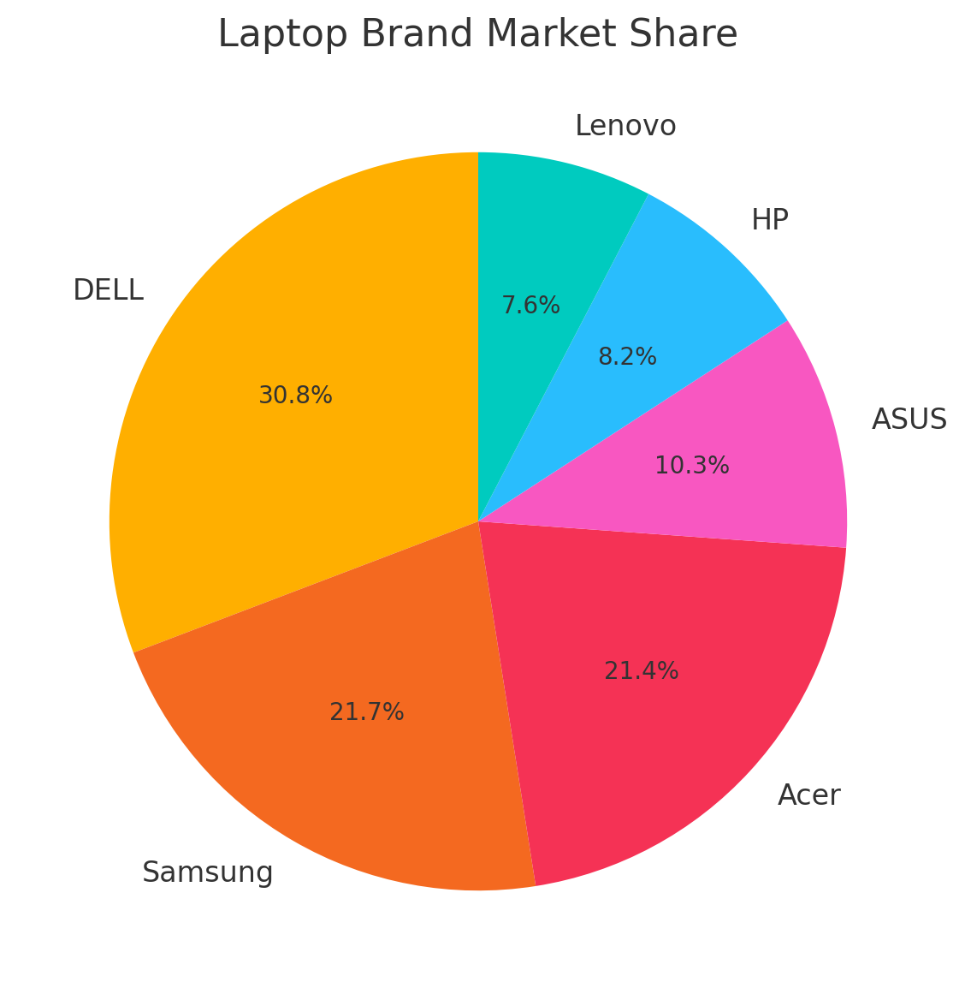 Laptop Brand Market Share
Lenovo
HP
DELL
7.6%
8.2%
30.8%
ASUS
10.3%
21.4%
21.7%
Acer
Samsung